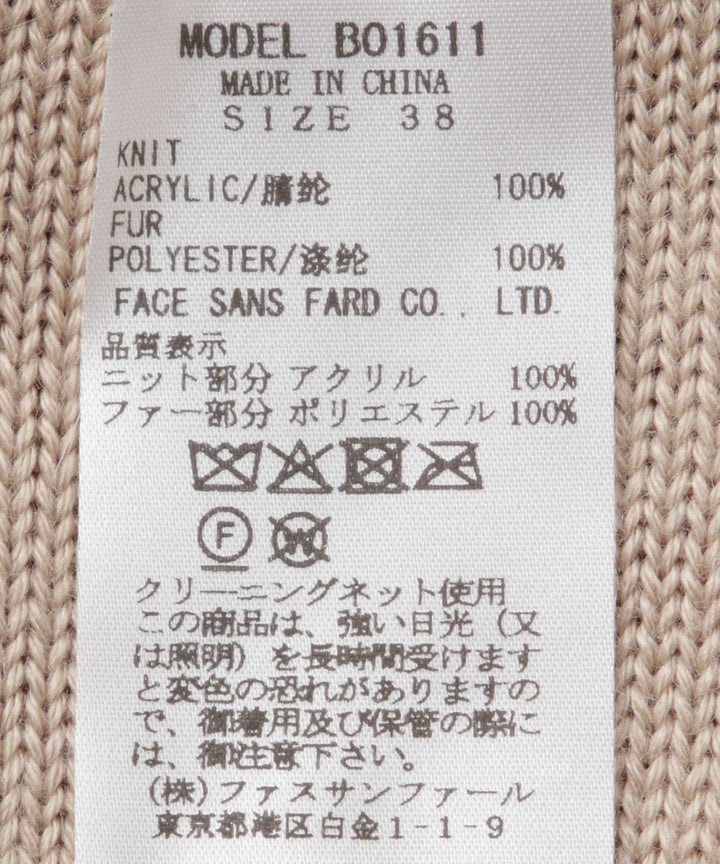 MODEL B01611
MADE IN CHINA
SIZE 38
KNIT
ACRYLIC/腈纶 100%
FUR
POLYESTER/涤纶 100%
FACE SANS FARD CO., LTD.
品質表示
ニット部分 アクリル 100%
ファー部分 ポリエステル 100%
F
W
クリーニングネット使用
この商品は、強い日光（又
は照明）を長時間受けます
と変色の恐れがありますの
で、御着用及び保管の際に
は、御注意下さい。
(株)ファスサンファール
東京都港区白金1-1-9